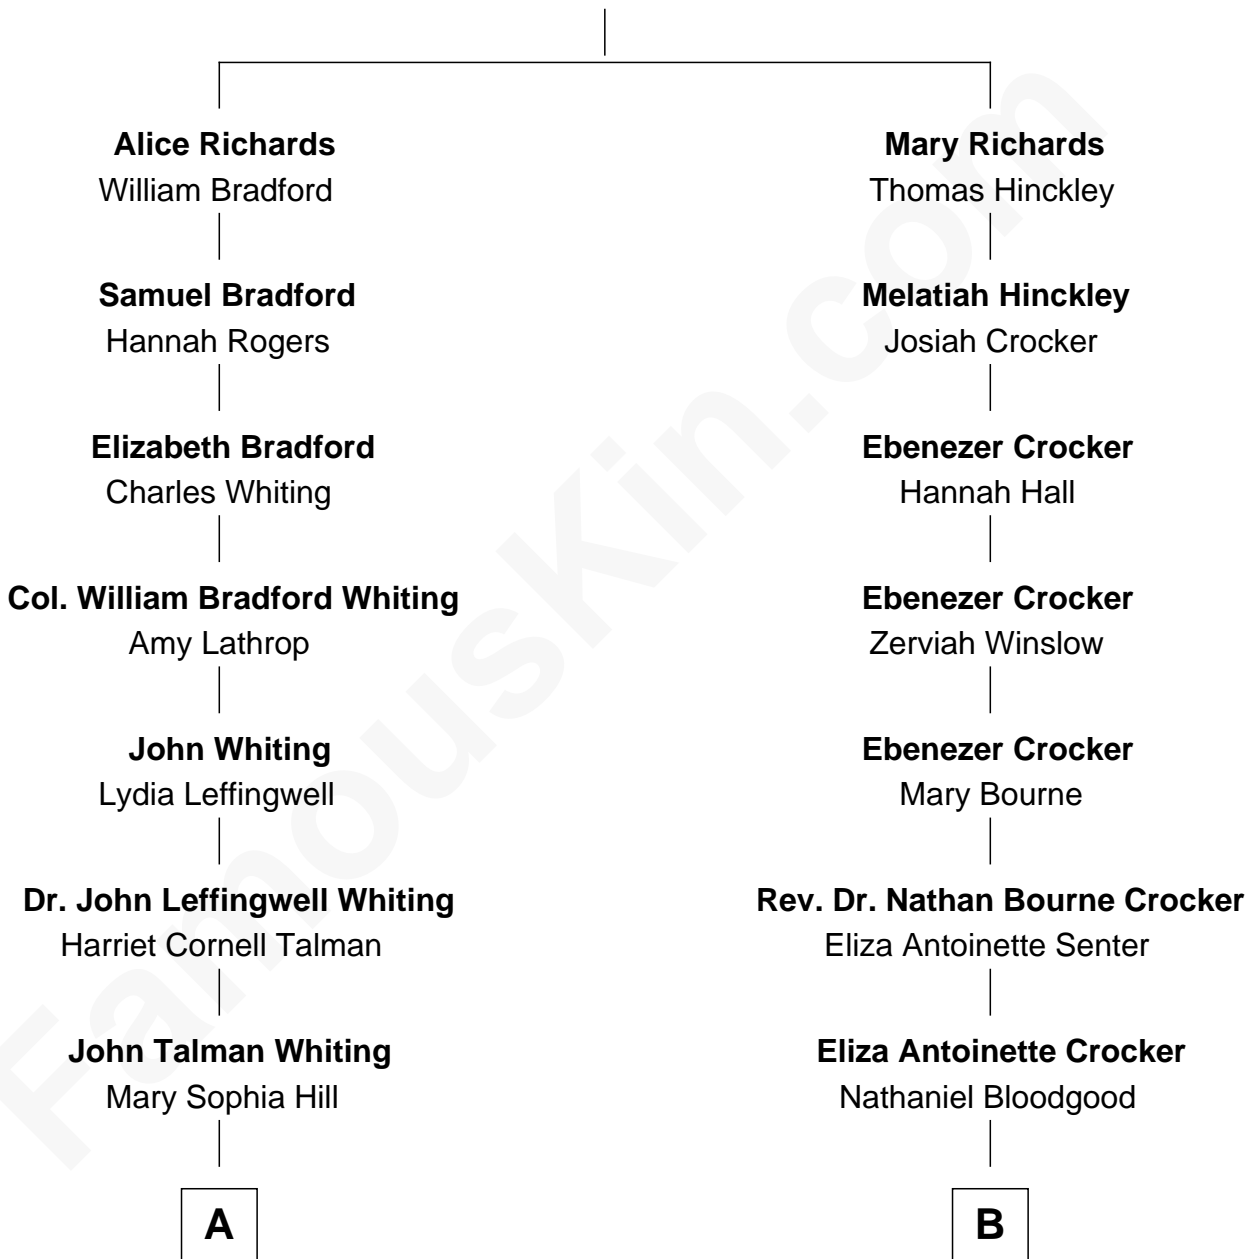 Alice Richards
William Bradford
Samuel Bradford
Hannah Rogers
Elizabeth Bradford
Charles Whiting
Col. William Bradford Whiting
Amy Lathrop
John Whiting
Lydia Leffingwell
Dr. John Leffingwell Whiting
Harriet Cornell Talman
John Talman Whiting
Mary Sophia Hill
A
Mary Richards
Thomas Hinckley
Melatiah Hinckley
Josiah Crocker
Ebenezer Crocker
Hannah Hall
Ebenezer Crocker
Zerviah Winslow
Ebenezer Crocker
Mary Bourne
Rev. Dr. Nathan Bourne Crocker
Eliza Antoinette Senter
Eliza Antoinette Crocker
Nathaniel Bloodgood
B
FamousKin.com